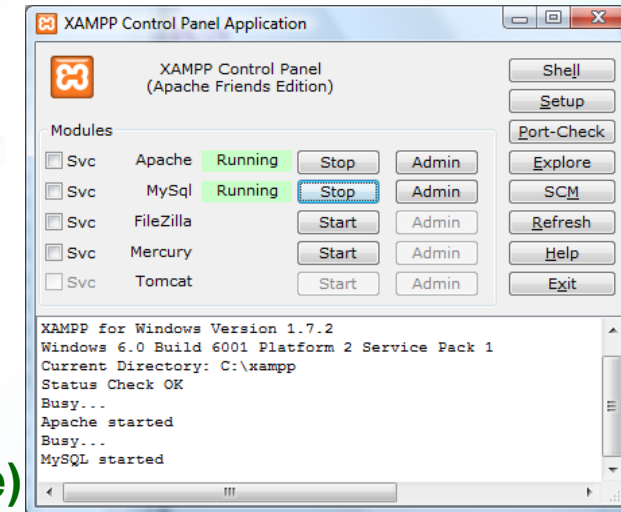 XAMPP Control Panel Application
XAMPP Control Panel
(Apache Friends Edition)
Modules
Svc Apache Running Stop Admin
Svc MySql Running Stop Admin
Svc FileZilla Start Admin
Svc Mercury Start Admin
Svc Tomcat Start Admin
Shell
Setup
Port-Check
Explore
SCM
Refresh
Help
Exit
XAMPP for Windows Version 1.7.2
Windows 6.0 Build 6001 Platform 2 Service Pack 1
Current Directory: C:\xampp
Status Check OK
Busy...
Apache started
Busy...
MySQL started
e)